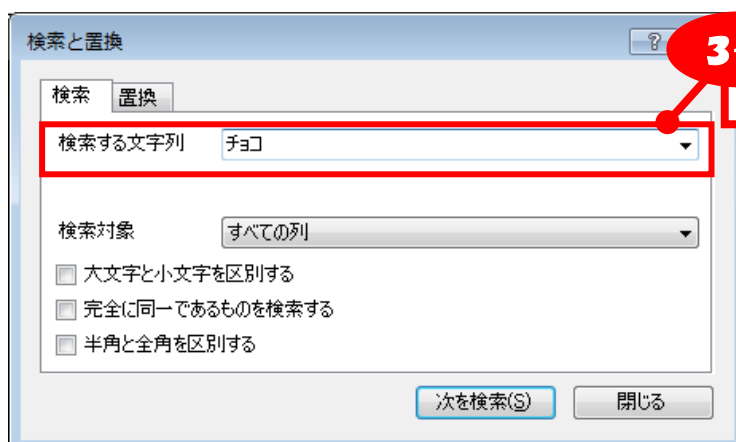 検索と置換
?
3-
検索 置換
検索する文字列 チョコ
検索対象 すべての列
大文字と小文字を区別する
完全に同一であるものを検索する
半角と全角を区別する
次を検索(S) 閉じる